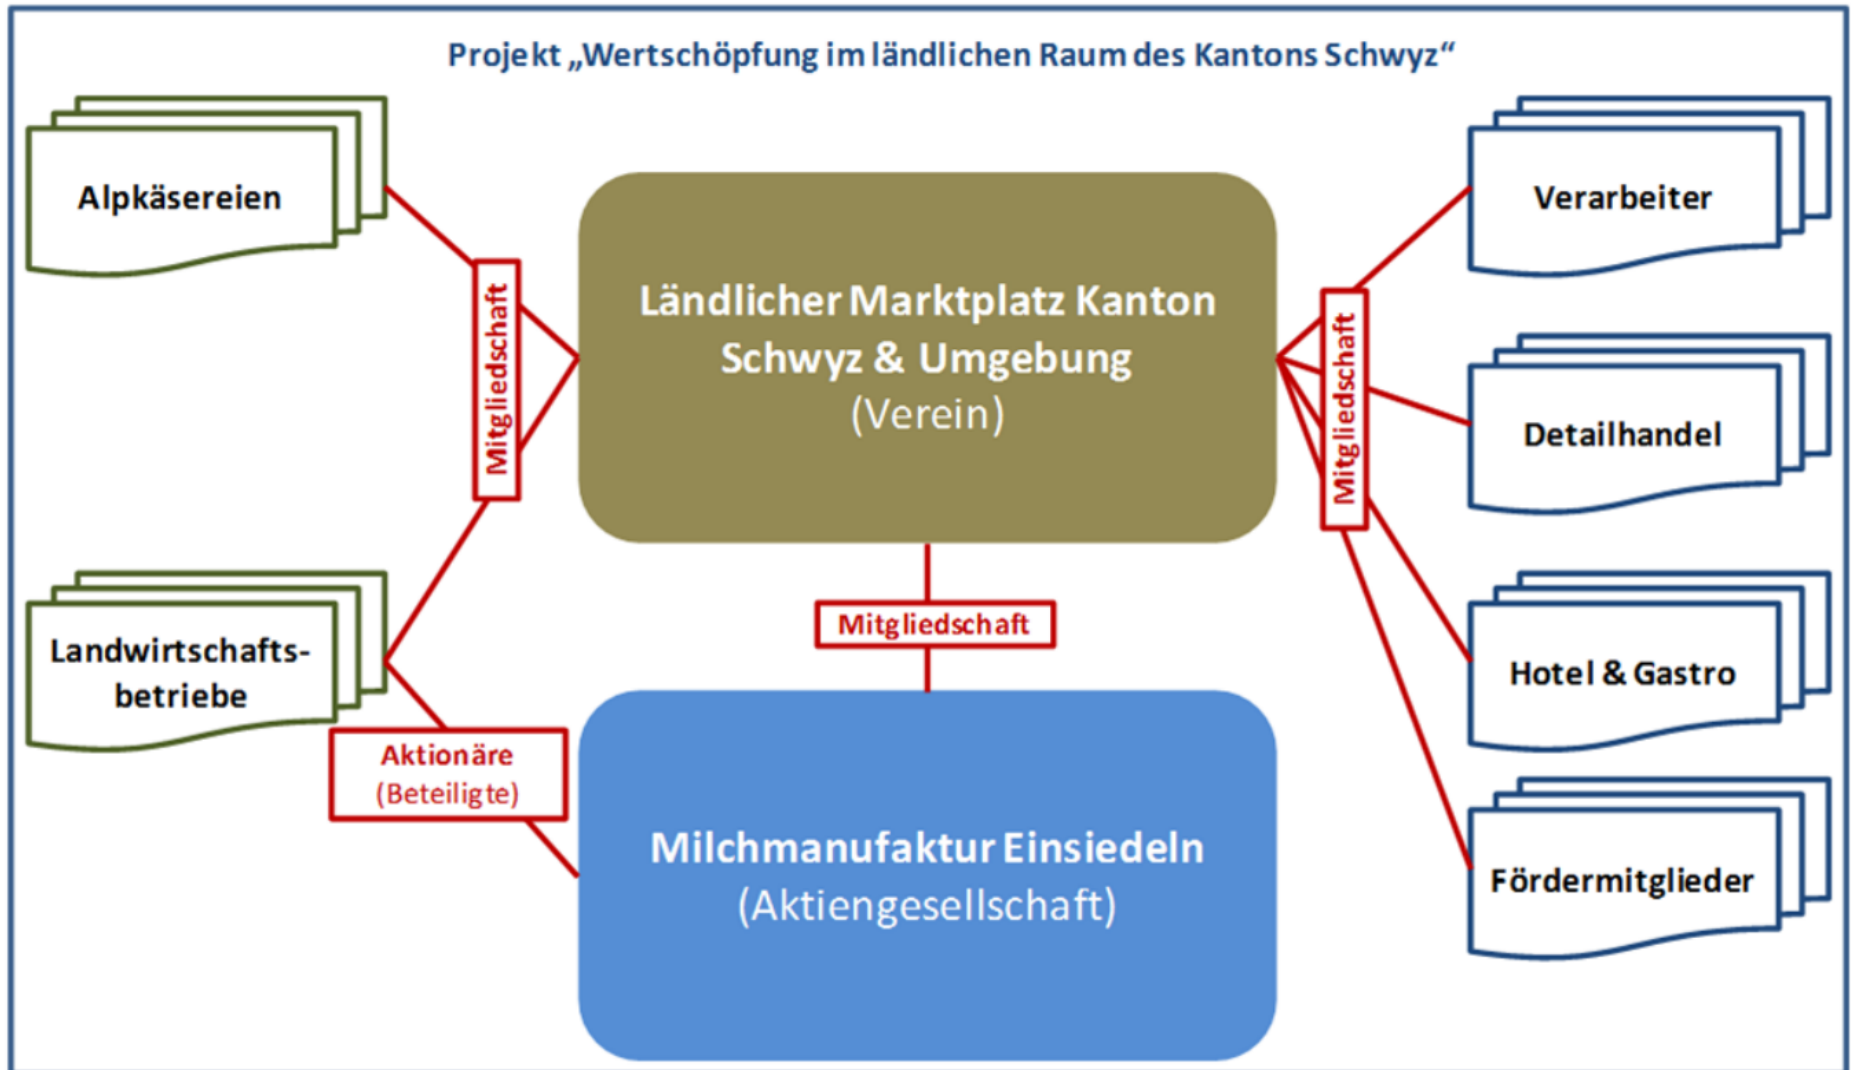 Projekt „Wertschöpfung im ländlichen Raum des Kantons Schwyz“
Alpkäsereien
Landwirtschafts-
betriebe
Mitgliedschaft
Aktionäre
(Beteiligte)
Ländlicher Marktplatz Kanton
Schwyz & Umgebung
(Verein)
Mitgliedschaft
Milchmanufaktur Einsiedeln
(Aktiengesellschaft)
Mitgliedschaft
Verarbeiter
Detailhandel
Hotel & Gastro
Fördermitglieder